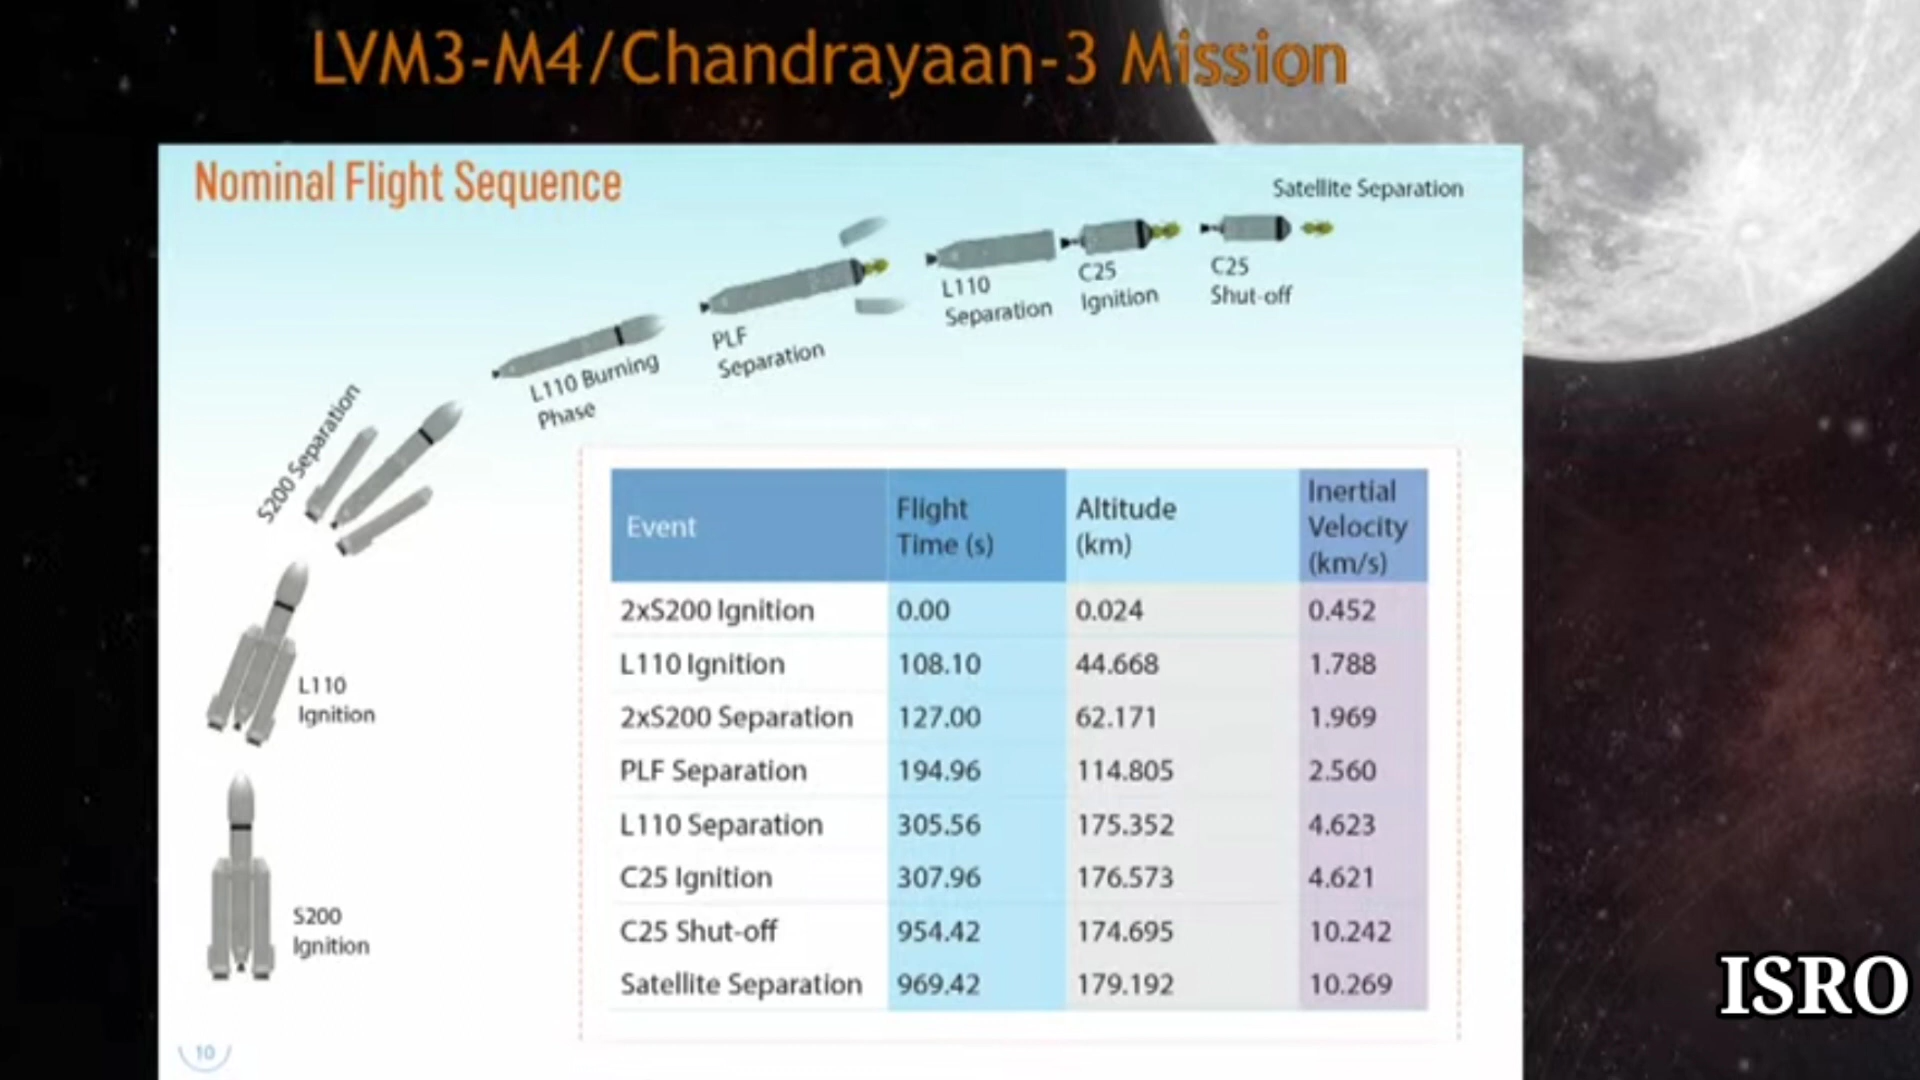 LVM3-M4/Chandrayaan-3 Mission
Nominal Flight Sequence
Satellite Separation
C25
Shut-off
C25
Ignition
L110
Separation
PLF
Separation
L110 Burning
Phase
S200 Separation
L110
Ignition
S200
Ignition
Event Flight Time (s) Altitude (km) Inertial Velocity (km/s)
2xS200 Ignition 0.00 0.024 0.452
L110 Ignition 108.10 44.668 1.788
2xS200 Separation 127.00 62.171 1.969
PLF Separation 194.96 114.805 2.560
L110 Separation 305.56 175.352 4.623
C25 Ignition 307.96 176.573 4.621
C25 Shut-off 954.42 174.695 10.242
Satellite Separation 969.42 179.192 10.269
10
ISRO